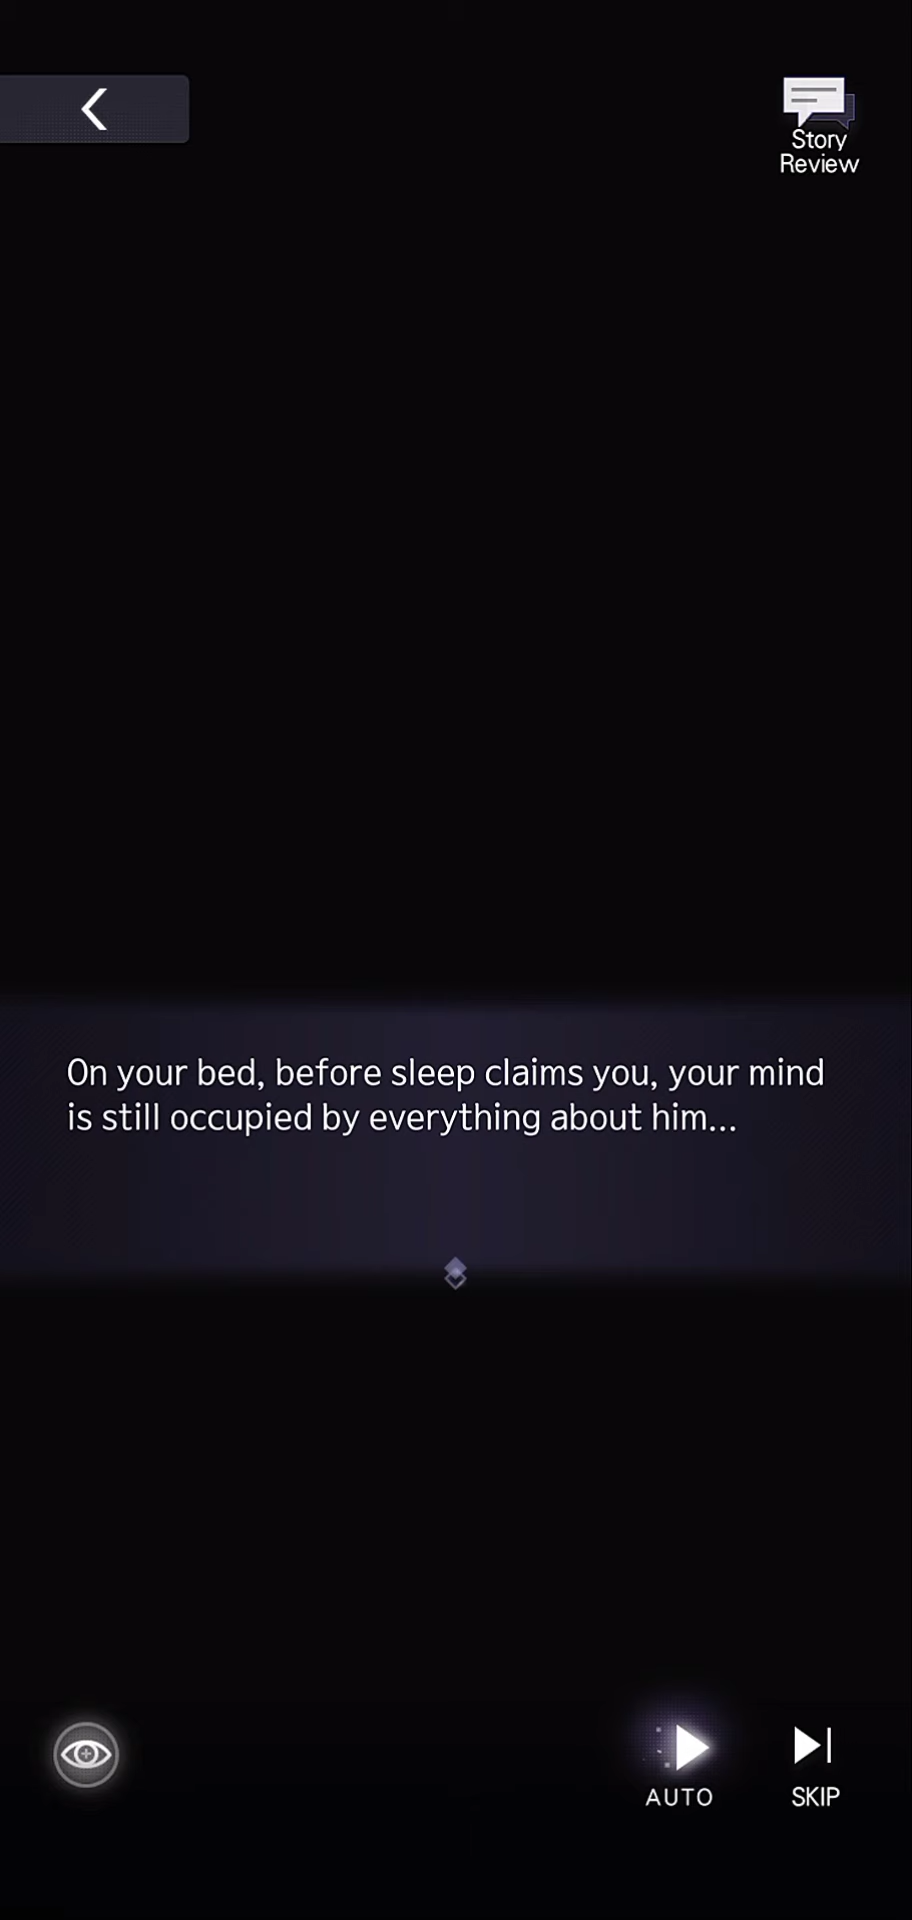 Story
Review
On your bed, before sleep claims you, your mind
is still occupied by everything about him...
AUTO
SKIP